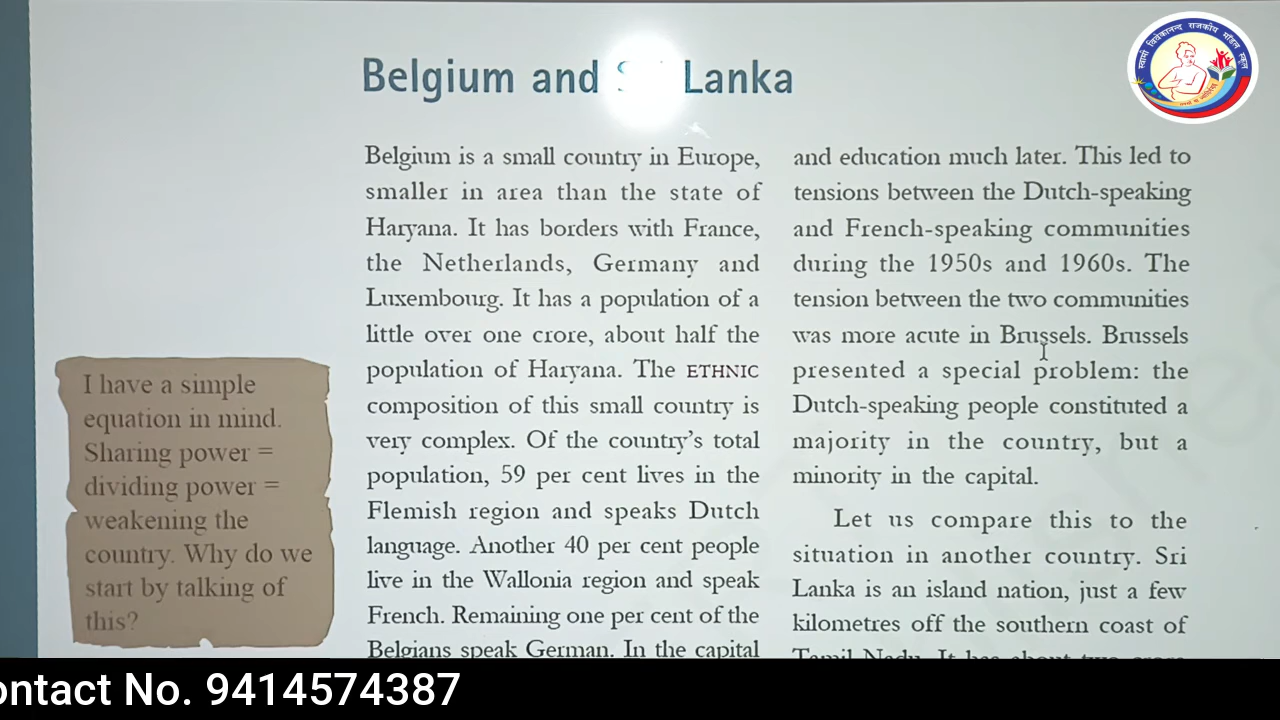 Belgium and Lanka
Belgium is a small country in Europe,
smaller in area than the state of
Haryana. It has borders with France,
the Netherlands, Germany and
Luxembourg. It has a population of a
little over one crore, about half the
population of Haryana. The ETHNIC
composition of this small country is
very complex. Of the country's total
population, 59 per cent lives in the
Flemish region and speaks Dutch
language. Another 40 per cent people
live in the Wallonia region and speak
French. Remaining one per cent of the
Belgians speak German. In the capital
and education much later. This led to
tensions between the Dutch-speaking
and French-speaking communities
during the 1950s and 1960s. The
tension between the two communities
was more acute in Brussels. Brussels
presented a special problem: the
Dutch-speaking people constituted a
majority in the country, but a
minority in the capital.
Let us compare this to the
situation in another country. Sri
Lanka is an island nation, just a few
kilometres off the southern coast of
Tamil Nadu. It has about two crore
I have a simple
equation in mind.
Sharing power =
dividing power =
weakening the
country. Why do we
start by talking of
this?
स्वामी विवेकानन्द राजकीय मॉडल स्कूल
ontact No. 9414574387